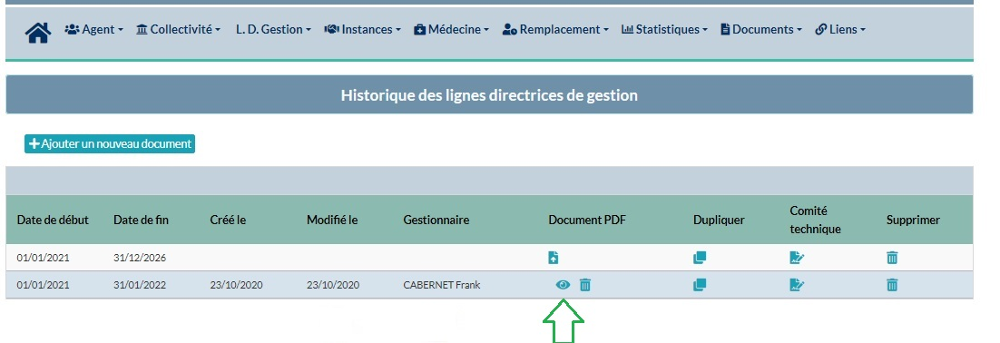 Agent Collectivité L. D. Gestion Instances Médecine Remplacement Statistiques Documents Liens
Historique des lignes directrices de gestion
Ajouter un nouveau document
Date de début Date de fin Créé le Modifié le Gestionnaire Document PDF Dupliquer Comité technique Supprimer
01/01/2021 31/12/2026
01/01/2021 31/01/2022 23/10/2020 23/10/2020 CABERNET Frank